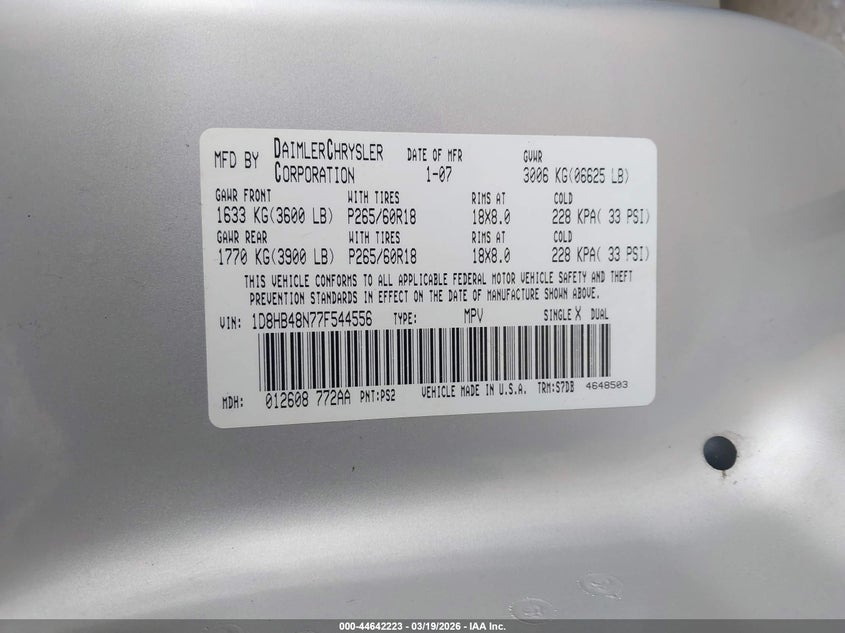 MFD BY DAIMLERCHRYSLER CORPORATION DATE OF MFR 1-07 GVWR 3006 KG(06625 LB)
GAWR FRONT WITH TIRES RIMS AT COLD
1633 KG(3600 LB) P265/60R18 18X8.0 228 KPA( 33 PSI)
GAWR REAR WITH TIRES RIMS AT COLD
1770 KG(3900 LB) P265/60R18 18X8.0 228 KPA( 33 PSI)
THIS VEHICLE CONFORMS TO ALL APPLICABLE FEDERAL MOTOR VEHICLE SAFETY AND THEFT
PREVENTION STANDARDS IN EFFECT ON THE DATE OF MANUFACTURE SHOWN ABOVE.
VIN: 1D8HB48N77F544556 TYPE: MPV SINGLE X DUAL
MDH: 012608 772AA PNT:PS2 VEHICLE MADE IN U.S.A. TRM:S7DB 4648503
000-44642223 — 03/19/2026 — IAA Inc.